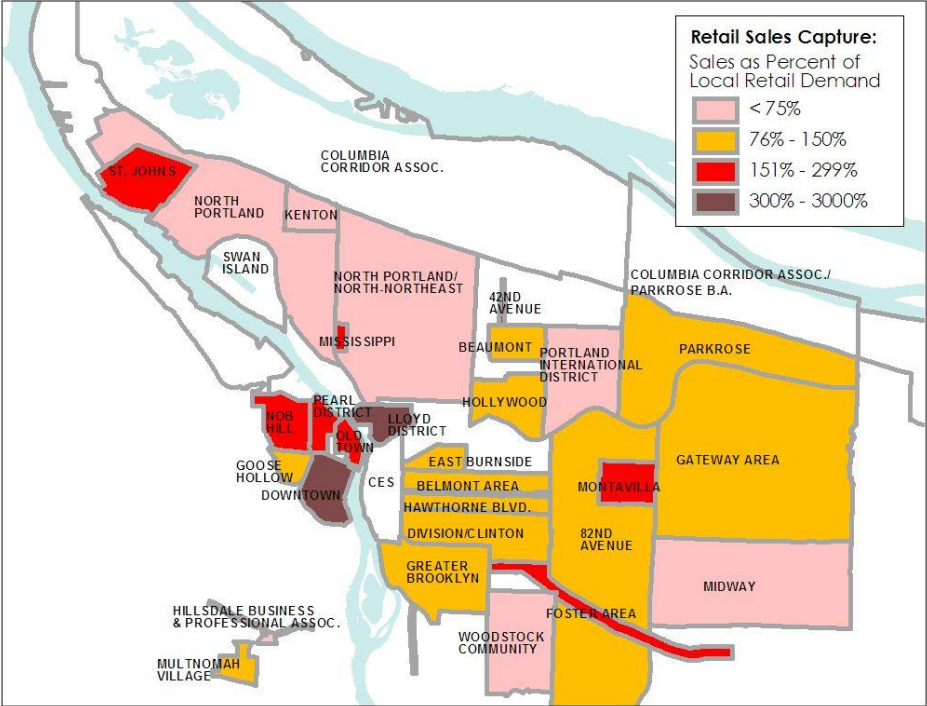 Retail Sales Capture:
Sales as Percent of
Local Retail Demand
< 75%
76% - 150%
151% - 299%
300% - 3000%
COLUMBIA
CORRIDOR ASSOC.
ST. JOHNS
NORTH
PORTLAND
KENTON
SWAN
ISLAND
NORTH PORTLAND/
NORTH-NORTHEAST
COLUMBIA CORRIDOR ASSOC./
PARKROSE B.A.
42ND
AVENUE
MISSISSIPPI
BEAUMONT
PORTLAND
INTERNATIONAL
DISTRICT
PARKROSE
HOLLYWOOD
PEARL
DISTRICT
NOB
HILL
OLD
TOWN
LLOYD
DISTRICT
GOOSE
HOLLOW
DOWNTOWN
CES
EAST BURNSIDE
BELMONT AREA
HAWTHORNE BLVD.
DIVISION/CLINTON
MONTAVILLA
GATEWAY AREA
82ND
AVENUE
GREATER
BROOKLYN
MIDWAY
FOSTER AREA
HILLSDALE BUSINESS
& PROFESSIONAL ASSOC.
WOODSTOCK
COMMUNITY
MULTNOMAH
VILLAGE